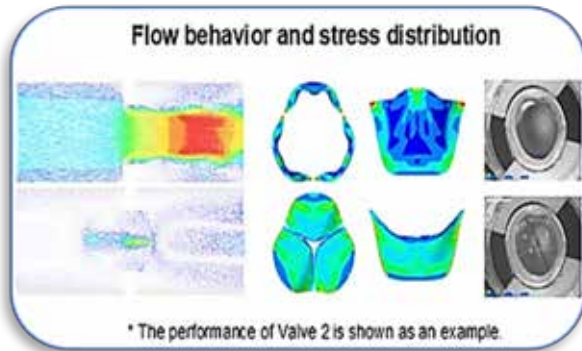 Flow behavior and stress distribution
* The performance of Valve 2 is shown as an example.